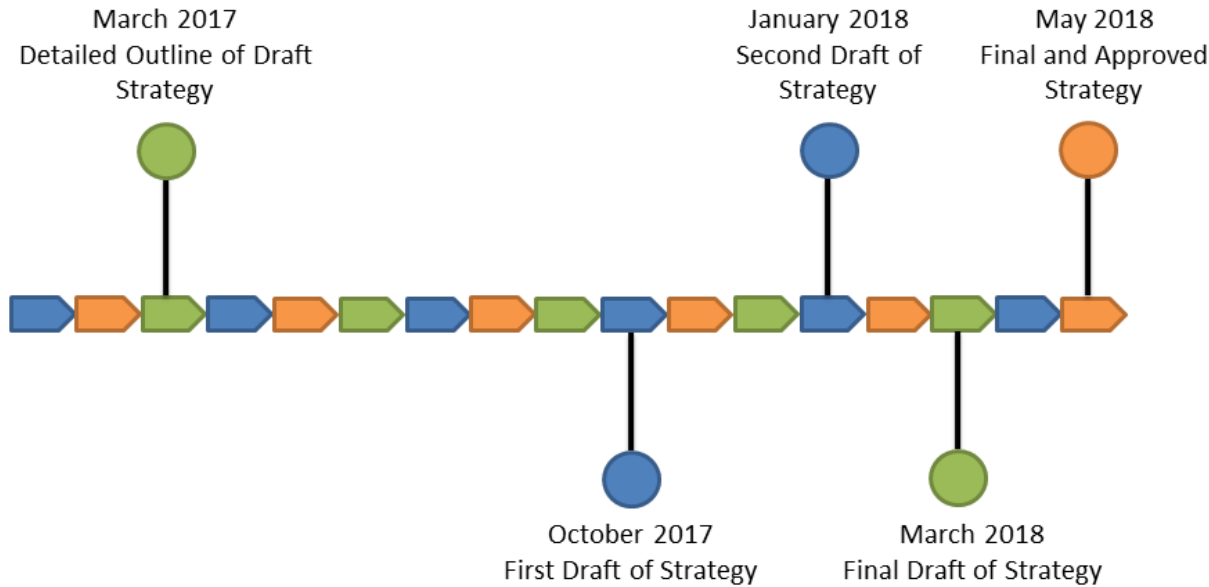 March 2017
Detailed Outline of Draft
Strategy
January 2018
Second Draft of
Strategy
May 2018
Final and Approved
Strategy
October 2017
First Draft of Strategy
March 2018
Final Draft of Strategy